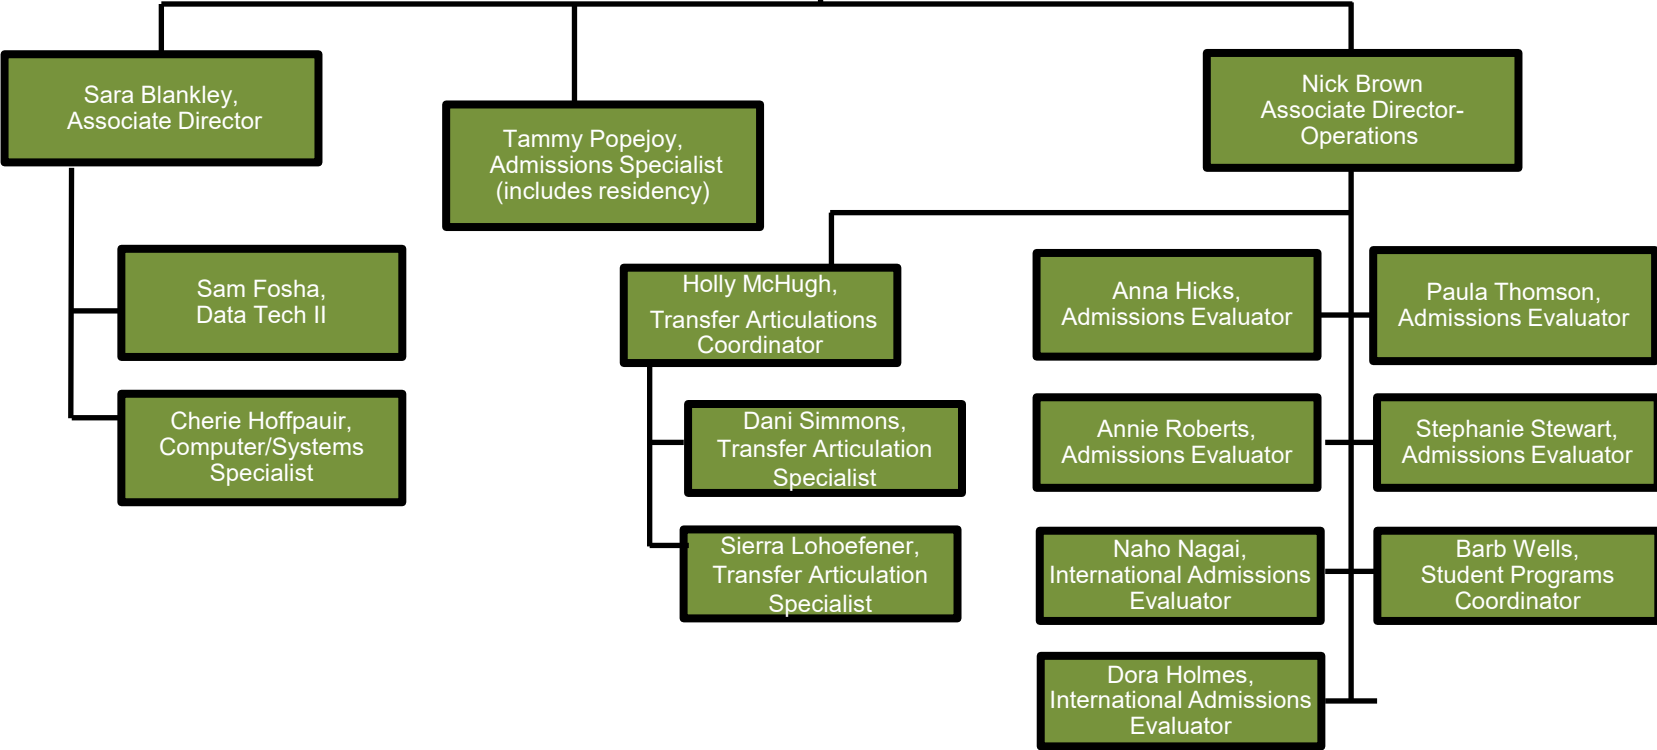 Sara Blankley,
Associate Director
Tammy Popejoy,
Admissions Specialist
(includes residency)
Nick Brown
Associate Director-
Operations
Sam Fosha,
Data Tech II
Cherie Hoffpauir,
Computer/Systems
Specialist
Holly McHugh,
Transfer Articulations
Coordinator
Dani Simmons,
Transfer Articulation
Specialist
Sierra Lohoefener,
Transfer Articulation
Specialist
Anna Hicks,
Admissions Evaluator
Paula Thomson,
Admissions Evaluator
Annie Roberts,
Admissions Evaluator
Stephanie Stewart,
Admissions Evaluator
Naho Nagai,
International Admissions
Evaluator
Barb Wells,
Student Programs
Coordinator
Dora Holmes,
International Admissions
Evaluator